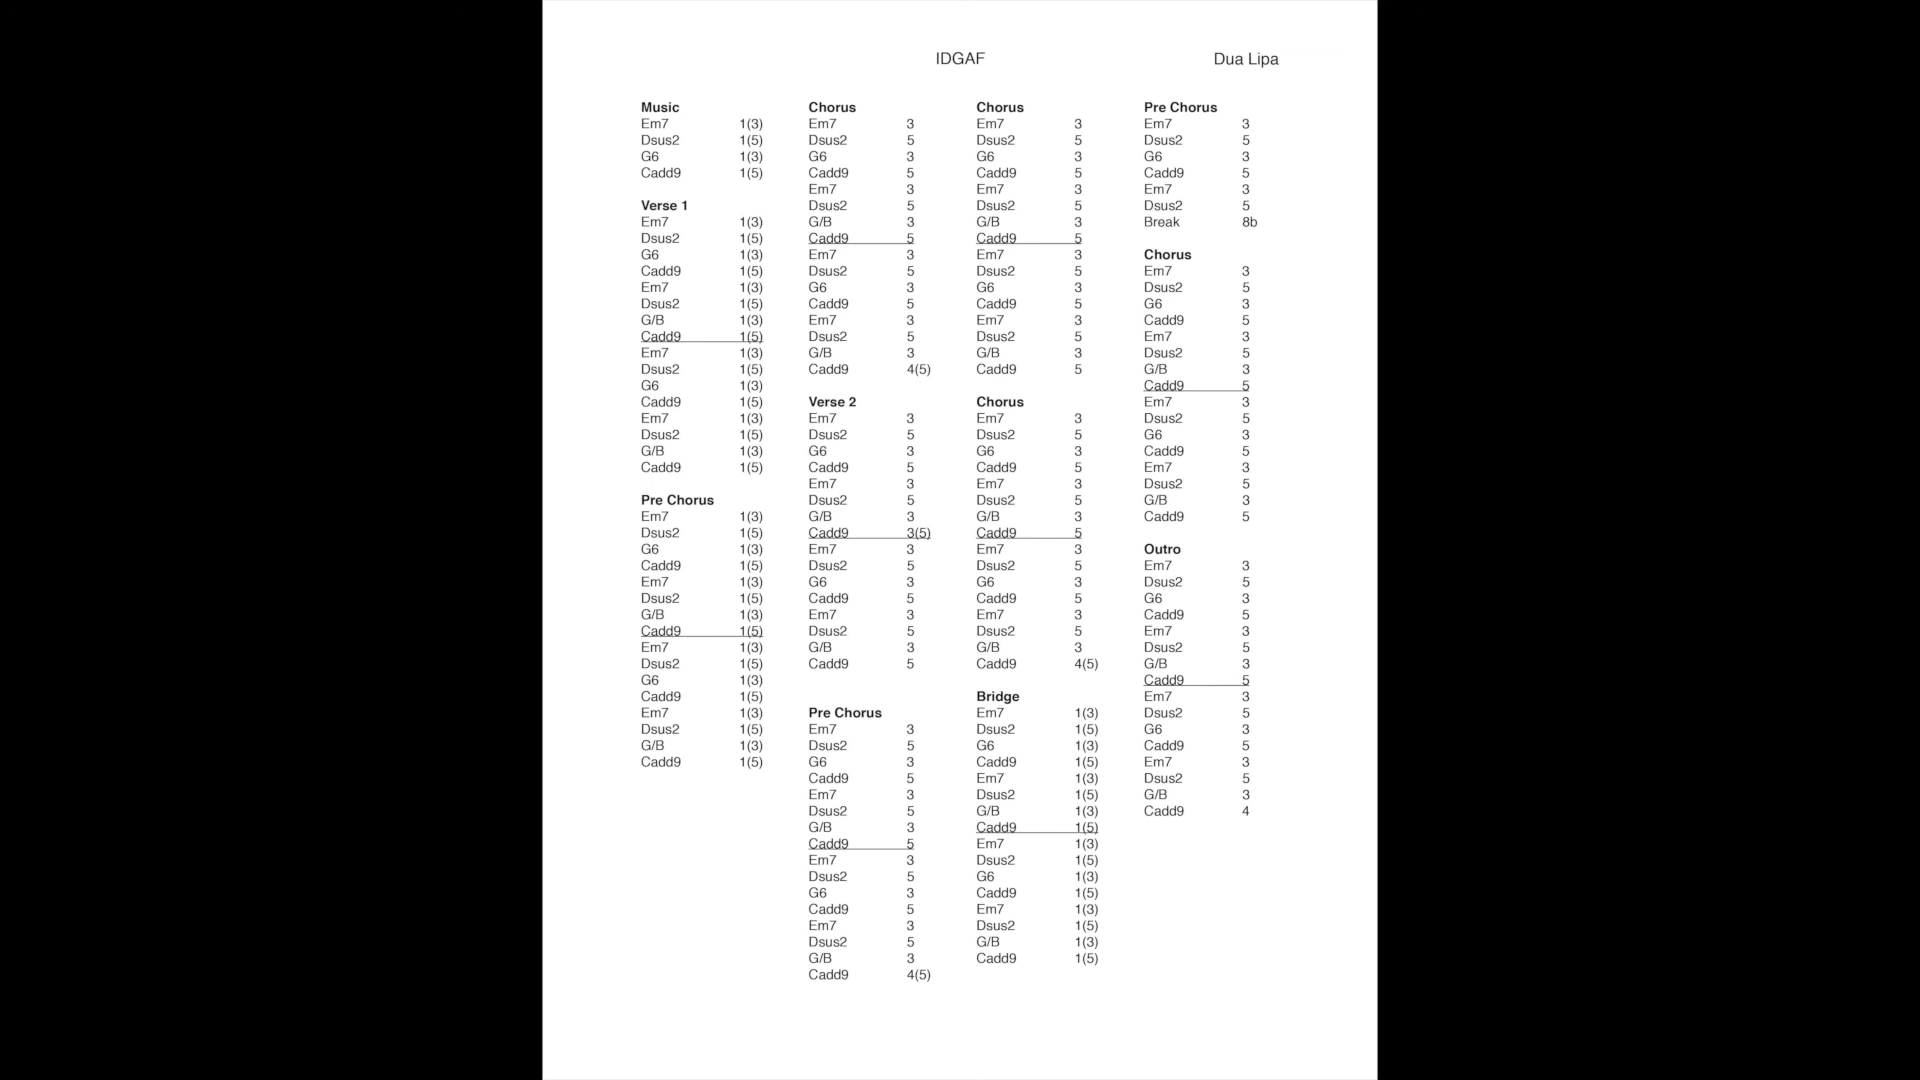 IDGAF Dua Lipa
Music
Em7 1(3)
Dsus2 1(5)
G6 1(3)
Cadd9 1(5)
Verse 1
Em7 1(3)
Dsus2 1(5)
G6 1(3)
Cadd9 1(5)
Em7 1(3)
Dsus2 1(5)
G/B 1(3)
Cadd9 1(5)
Em7 1(3)
Dsus2 1(5)
G6 1(3)
Cadd9 1(5)
Em7 1(3)
Dsus2 1(5)
G/B 1(3)
Cadd9 1(5)
Pre Chorus
Em7 1(3)
Dsus2 1(5)
G6 1(3)
Cadd9 1(5)
Em7 1(3)
Dsus2 1(5)
G/B 1(3)
Cadd9 1(5)
Em7 1(3)
Dsus2 1(5)
G6 1(3)
Cadd9 1(5)
Em7 1(3)
Dsus2 1(5)
G/B 1(3)
Cadd9 1(5)
Chorus
Em7 3
Dsus2 5
G6 3
Cadd9 5
Em7 3
Dsus2 5
G/B 3
Cadd9 5
Em7 3
Dsus2 5
G6 3
Cadd9 5
Em7 3
Dsus2 5
G/B 3
Cadd9 4(5)
Verse 2
Em7 3
Dsus2 5
G6 3
Cadd9 5
Em7 3
Dsus2 5
G/B 3
Cadd9 3(5)
Em7 3
Dsus2 5
G6 3
Cadd9 5
Em7 3
Dsus2 5
G/B 3
Cadd9 5
Pre Chorus
Em7 3
Dsus2 5
G6 3
Cadd9 5
Em7 3
Dsus2 5
G/B 3
Cadd9 5
Em7 3
Dsus2 5
G6 3
Cadd9 5
Em7 3
Dsus2 5
G/B 3
Cadd9 4(5)
Chorus
Em7 3
Dsus2 5
G6 3
Cadd9 5
Em7 3
Dsus2 5
G/B 3
Cadd9 5
Em7 3
Dsus2 5
G6 3
Cadd9 5
Em7 3
Dsus2 5
G/B 3
Cadd9 5
Chorus
Em7 3
Dsus2 5
G6 3
Cadd9 5
Em7 3
Dsus2 5
G/B 3
Cadd9 5
Em7 3
Dsus2 5
G6 3
Cadd9 5
Em7 3
Dsus2 5
G/B 3
Cadd9 4(5)
Bridge
Em7 1(3)
Dsus2 1(5)
G6 1(3)
Cadd9 1(5)
Em7 1(3)
Dsus2 1(5)
G/B 1(3)
Cadd9 1(5)
Em7 1(3)
Dsus2 1(5)
G6 1(3)
Cadd9 1(5)
Em7 1(3)
Dsus2 1(5)
G/B 1(3)
Cadd9 1(5)
Pre Chorus
Em7 3
Dsus2 5
G6 3
Cadd9 5
Em7 3
Dsus2 5
Break 8b
Chorus
Em7 3
Dsus2 5
G6 3
Cadd9 5
Em7 3
Dsus2 5
G/B 3
Cadd9 5
Em7 3
Dsus2 5
G6 3
Cadd9 5
Em7 3
Dsus2 5
G/B 3
Cadd9 5
Outro
Em7 3
Dsus2 5
G6 3
Cadd9 5
Em7 3
Dsus2 5
G/B 3
Cadd9 5
Em7 3
Dsus2 5
G6 3
Cadd9 5
Em7 3
Dsus2 5
G/B 3
Cadd9 4